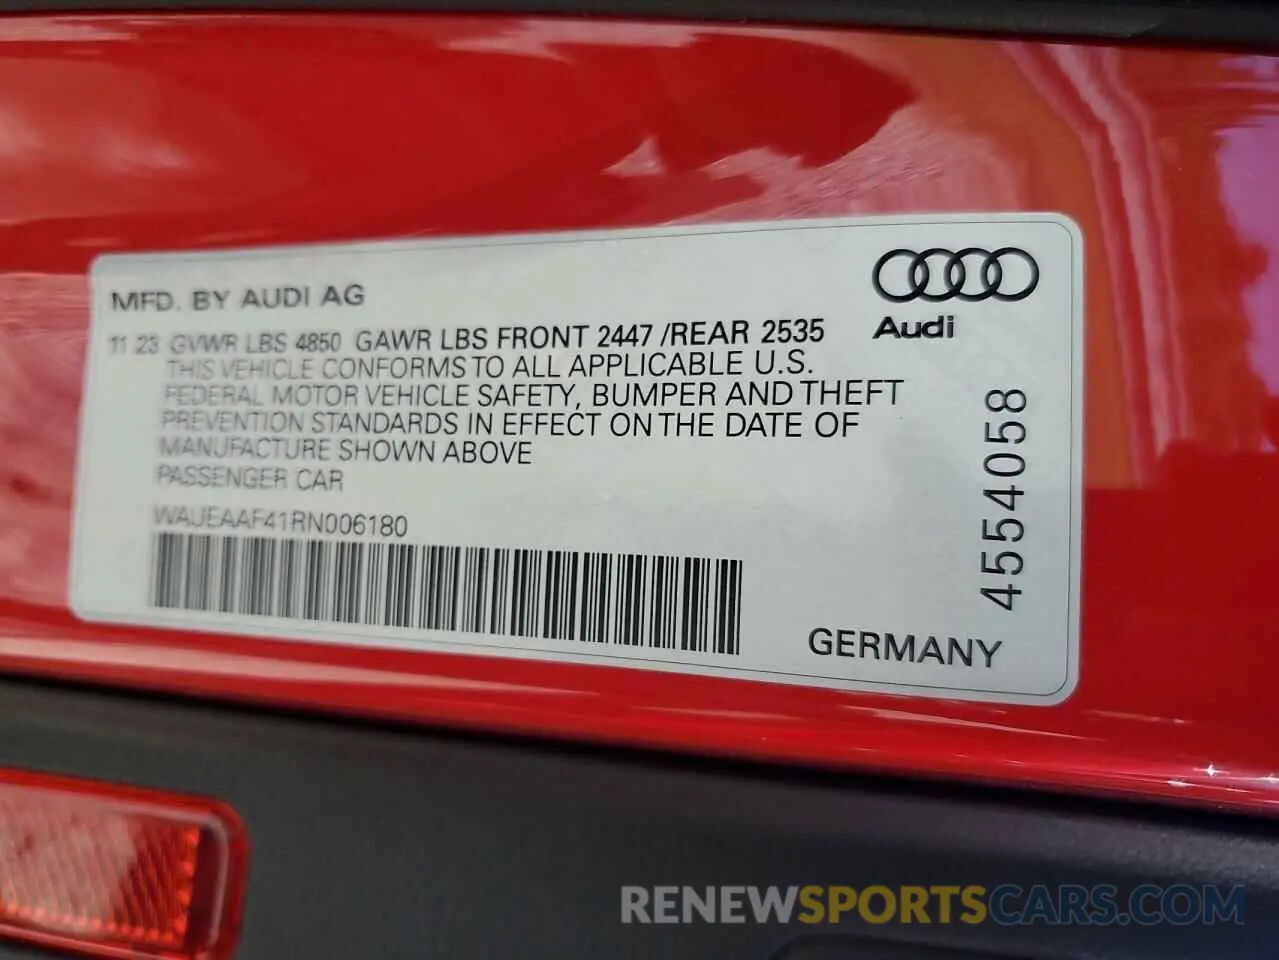 MFD. BY AUDI AG
11 23 GVWR LBS 4850 GAWR LBS FRONT 2447 /REAR 2535
THIS VEHICLE CONFORMS TO ALL APPLICABLE U.S.
FEDERAL MOTOR VEHICLE SAFETY, BUMPER AND THEFT
PREVENTION STANDARDS IN EFFECT ON THE DATE OF
MANUFACTURE SHOWN ABOVE
PASSENGER CAR
WAUEAAF41RN006180
Audi
4554058
GERMANY
RENEWSPORTSCARS.COM